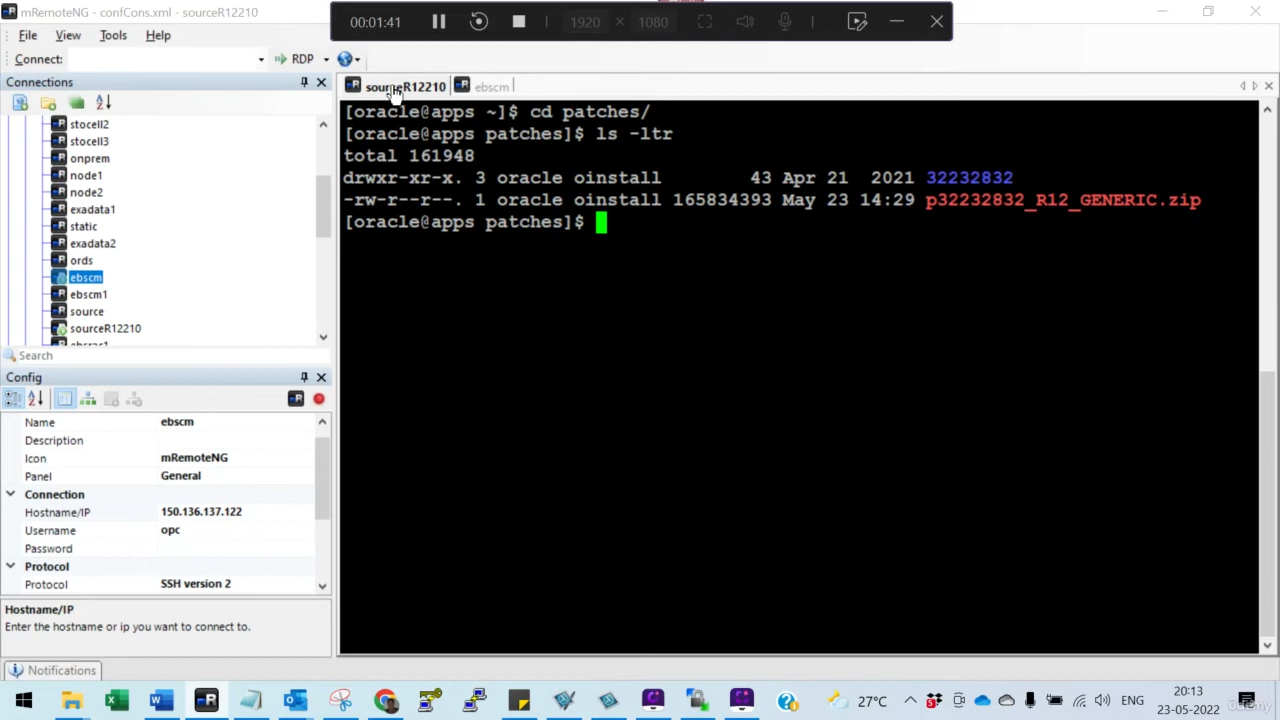 mRemoteNG - confCons.xml - sourceR12210
00:01:41
1920 × 1080
File View Tools Help
Connect:
RDP
Connections
sourceR12210
ebscm
stocell2
stocell3
onprem
node1
node2
exadata1
static
exadata2
ords
ebscm
ebscm1
source
sourceR12210
[oracle@apps ~]$ cd patches/
[oracle@apps patches]$ ls -ltr
total 161948
drwxr-xr-x. 3 oracle oinstall 43 Apr 21 2021 32232832
-rw-r--r--. 1 oracle oinstall 165834393 May 23 14:29 p32232832_R12_GENERIC.zip
[oracle@apps patches]$
Search
Config
Name ebscm
Description
Icon mRemoteNG
Panel General
Connection
Hostname/IP 150.136.137.122
Username opc
Password
Protocol
Protocol SSH version 2
Hostname/IP
Enter the hostname or ip you want to connect to.
Notifications
27°C
ENG
20:13
23-05-2022
Udemy